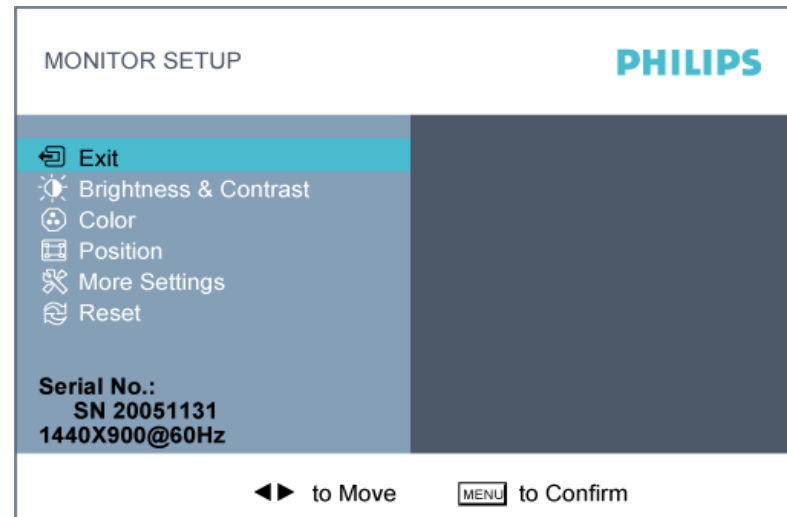 MONITOR SETUP
PHILIPS
Exit
Brightness & Contrast
Color
Position
More Settings
Reset
Serial No.:
SN 20051131
1440X900@60Hz
◀▶ to Move MENU to Confirm